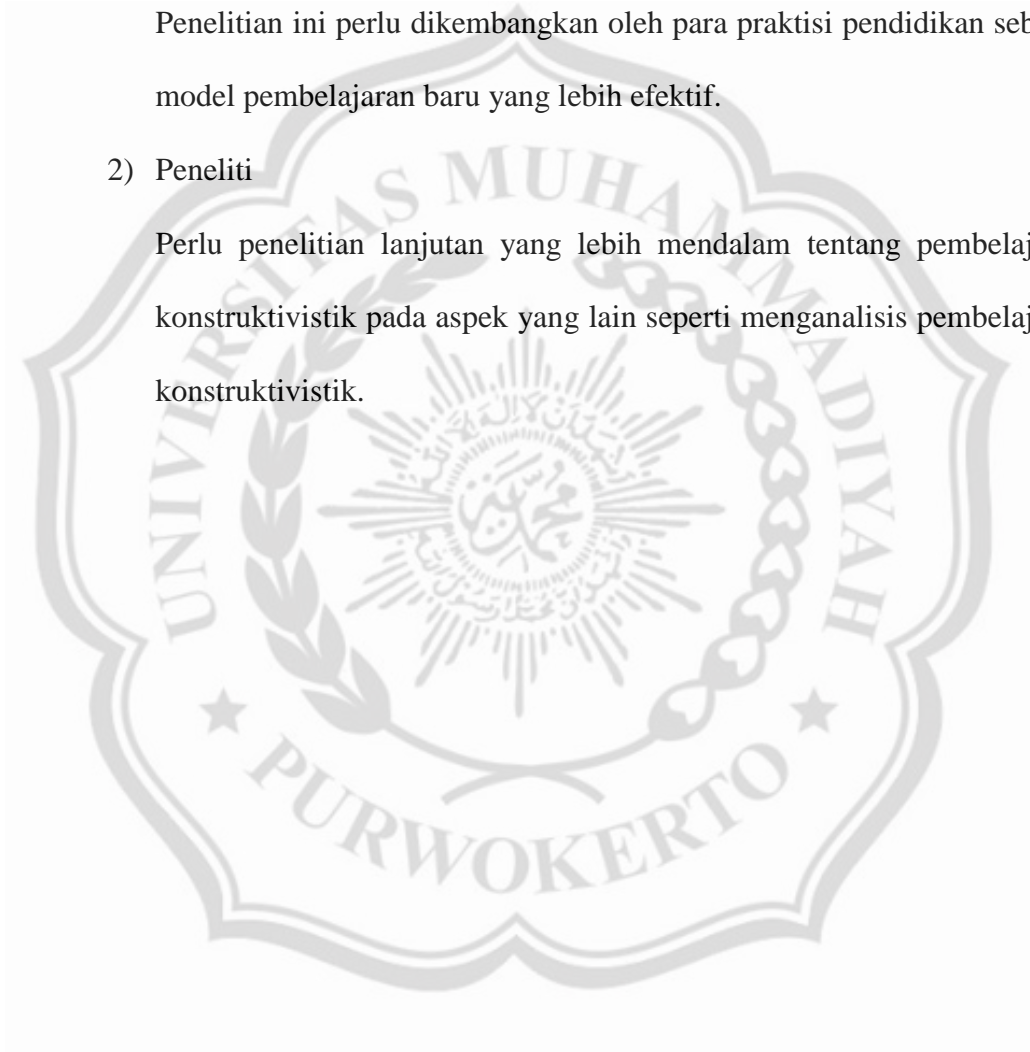 Penelitian ini perlu dikembangkan oleh para praktisi pendidikan seb
model pembelajaran baru yang lebih efektif.
2) Peneliti
Perlu penelitian lanjutan yang lebih mendalam tentang pembelaj
konstruktivistik pada aspek yang lain seperti menganalisis pembelaj
konstruktivistik.
UNIVERSITAS MUHAMMADIYAH
PURWOKERTO